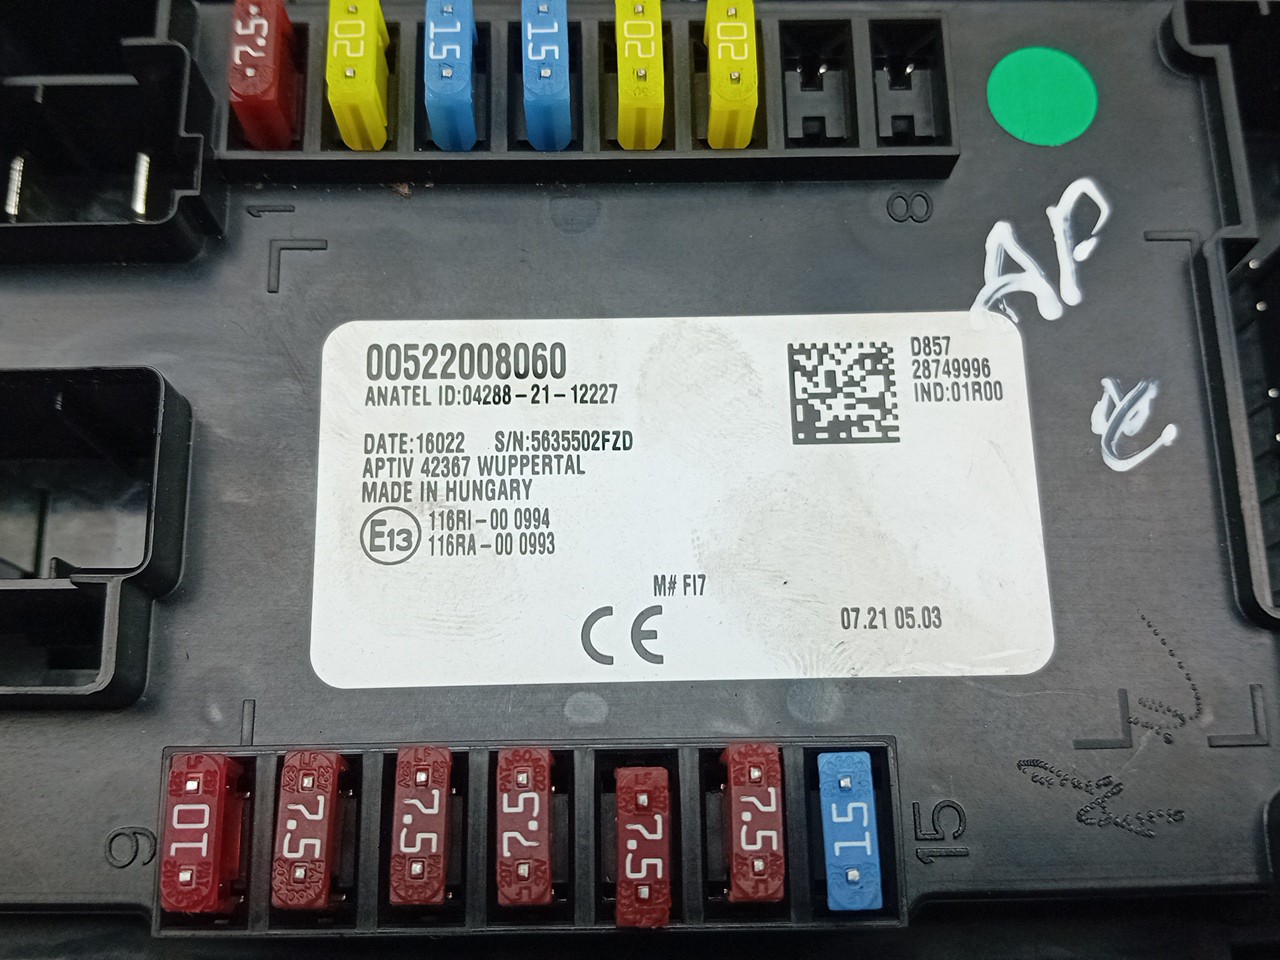 7.5 20 15 15 20 20
1 8
AP
00522008060
ANATEL ID:04288-21-12227
D857
28749996
IND:01R00
DATE:16022 S/N:5635502FZD
APTIV 42367 WUPPERTAL
MADE IN HUNGARY
E13
116RI-00 0994
116RA-00 0993
M# FI7
CE
07.21 05.03
9 15
10 7.5 7.5 7.5 7.5 7.5 15